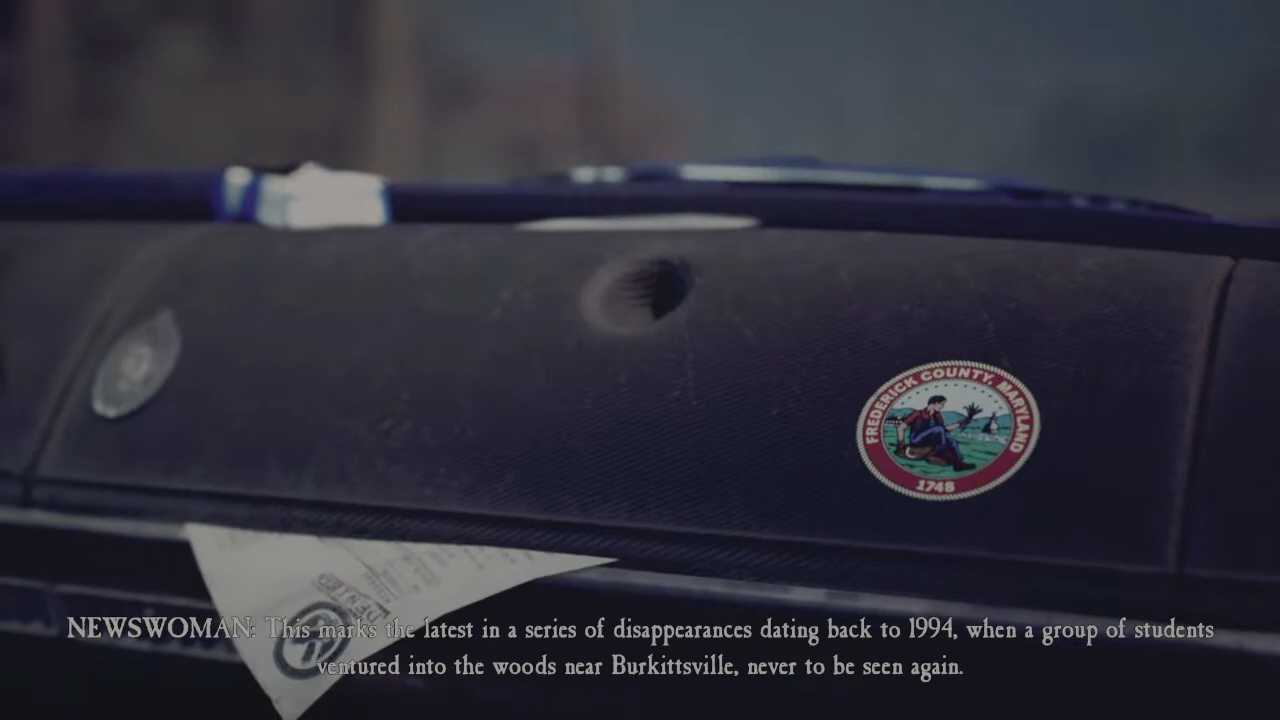 FREDERICK COUNTY, MARYLAND
1748
DENIED
NEWSWOMAN: This marks the latest in a series of disappearances dating back to 1994, when a group of students
ventured into the woods near Burkittsville, never to be seen again.